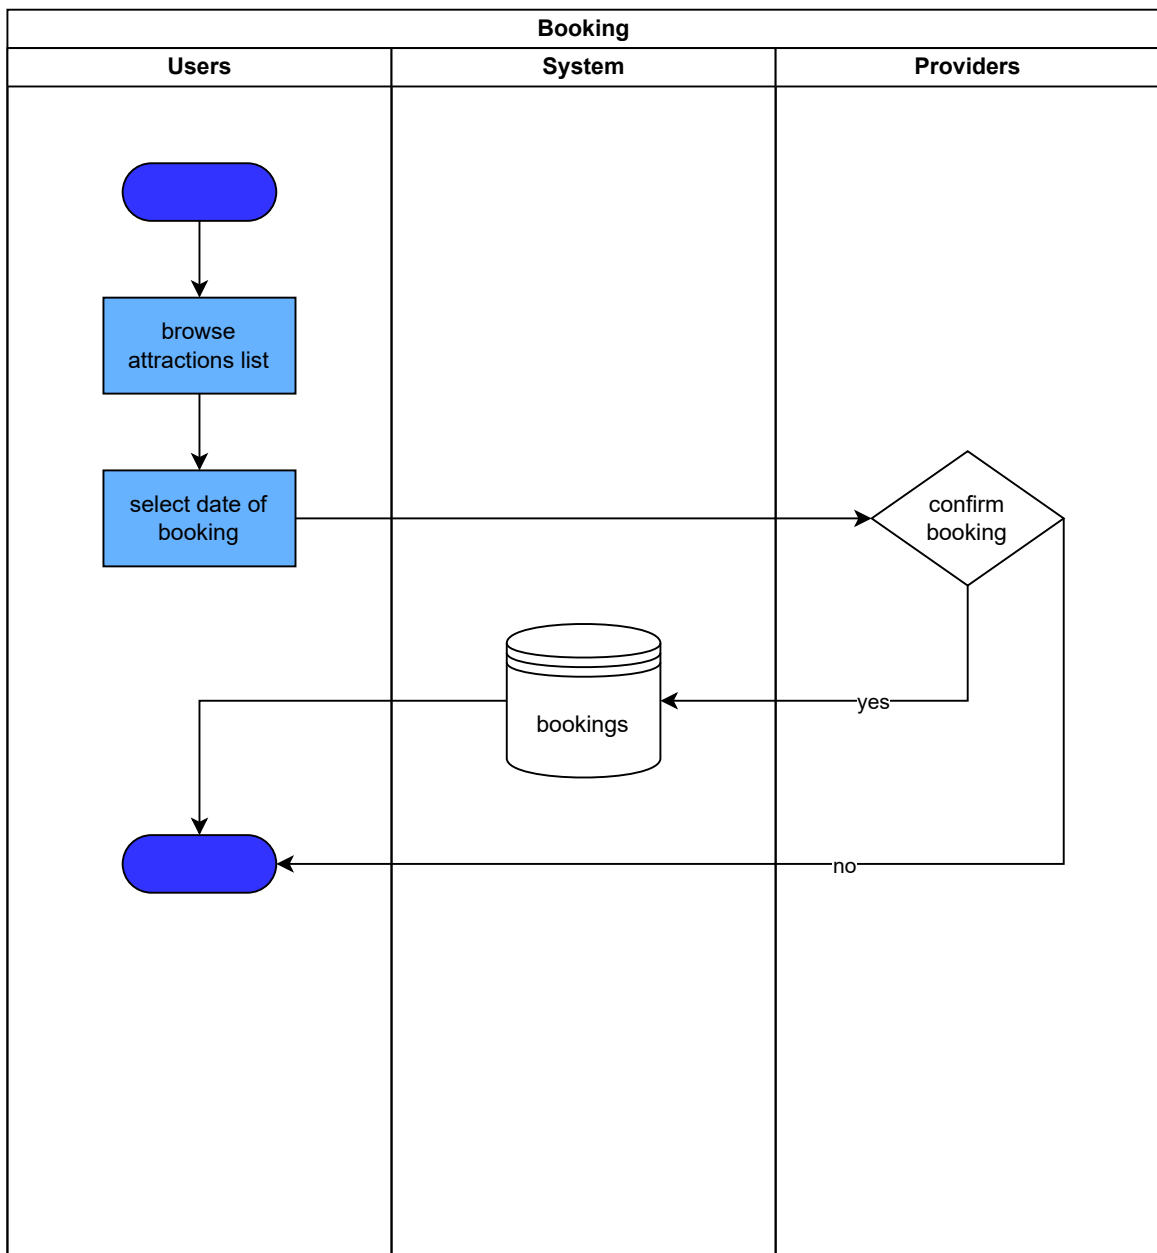 Booking
Users
System
Providers
browse
attractions list
select date of
booking
confirm
booking
yes
bookings
no